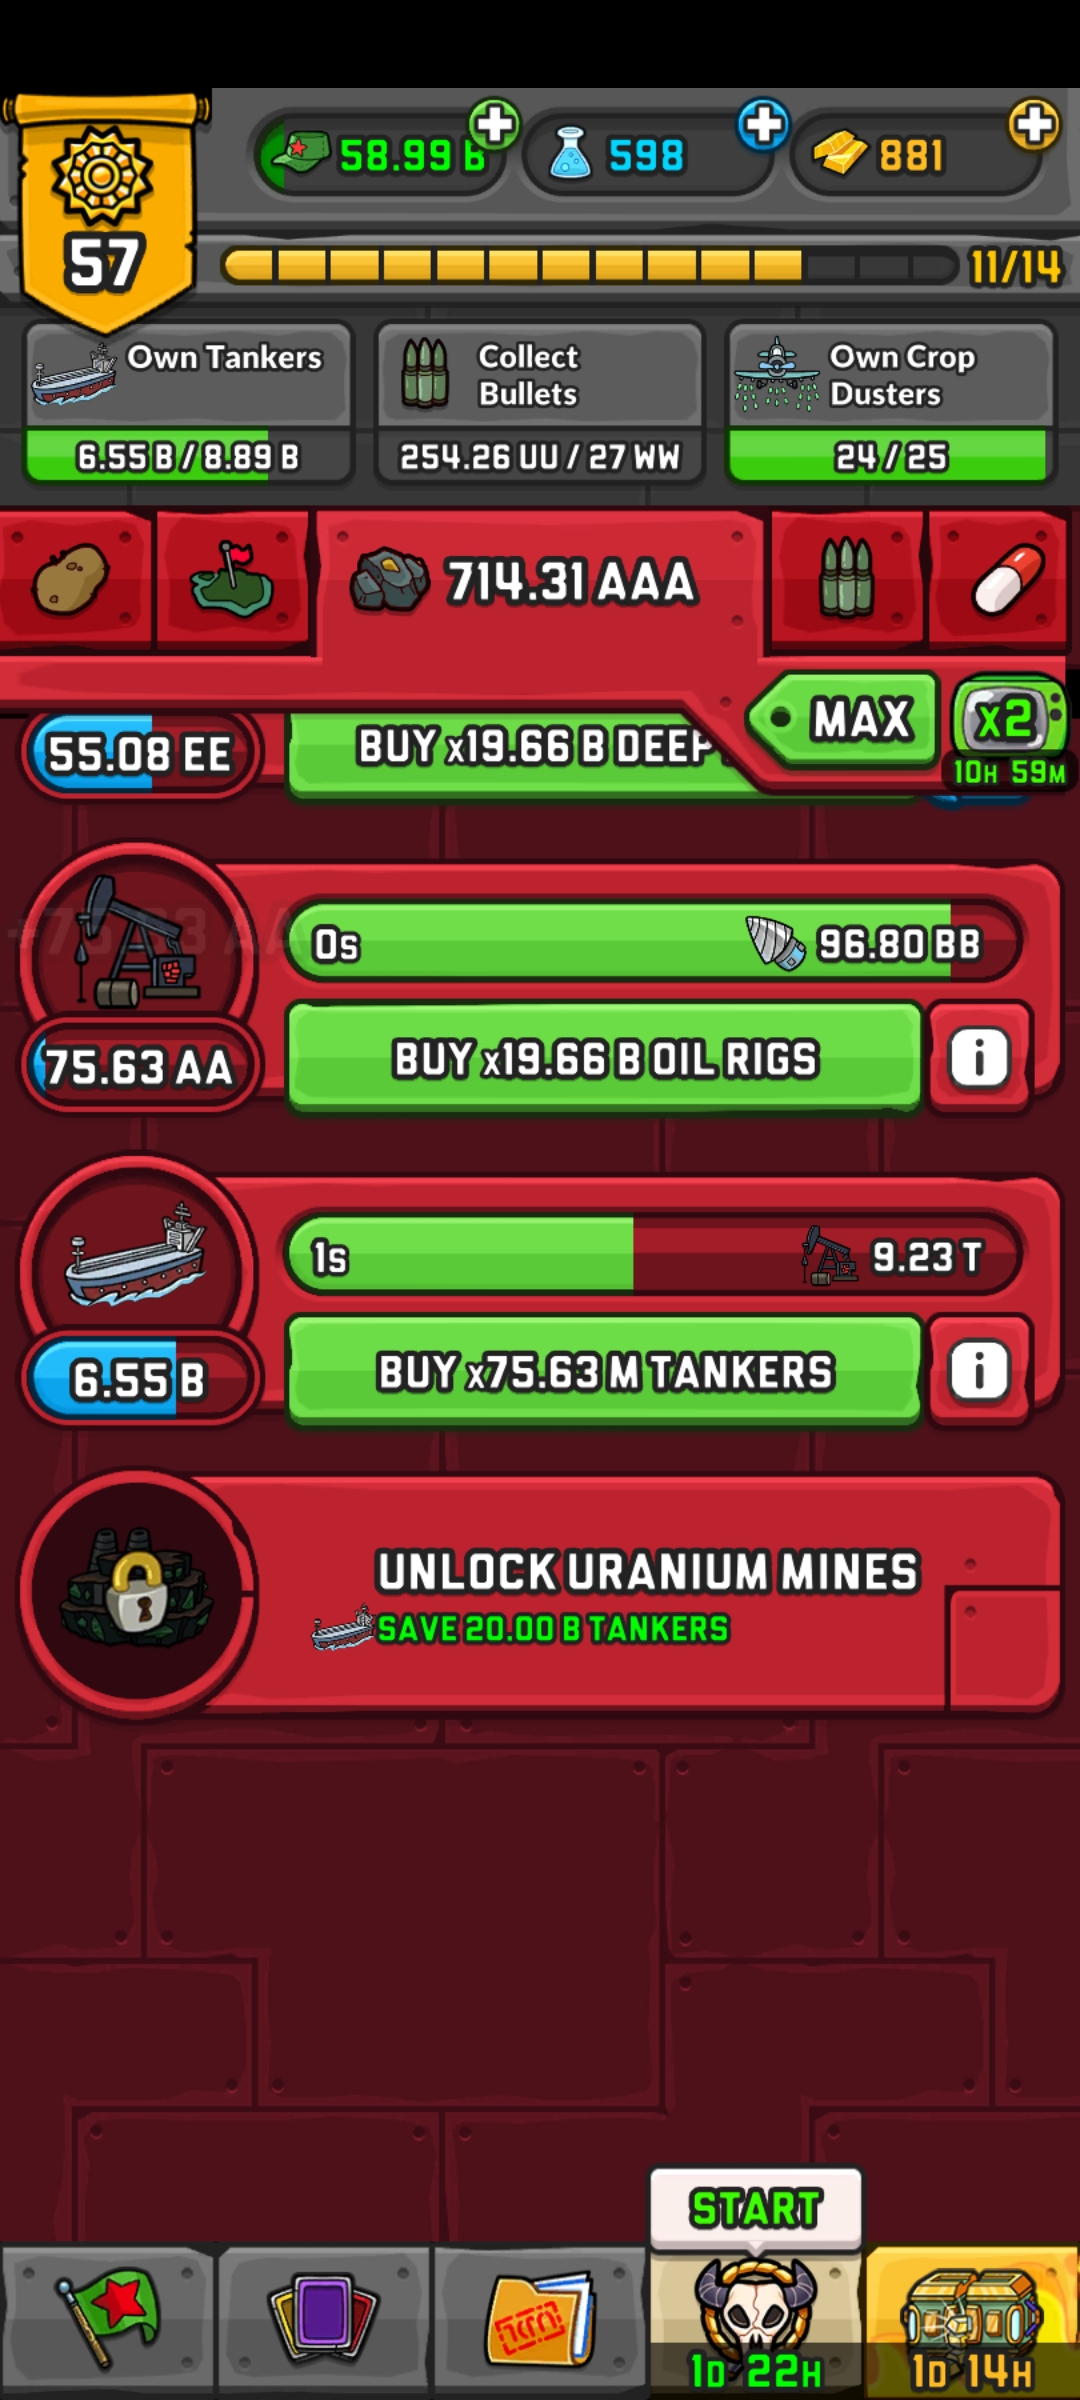 58.99 B
598
881
57
11/14
Own Tankers
6.55 B / 8.89 B
Collect
Bullets
254.26 UU / 27 WW
Own Crop
Dusters
24 / 25
714.31 AAA
MAX
x2
10H 59M
55.08 EE
BUY x19.66 B DEEP
+75.63 AA
0s
96.80 BB
75.63 AA
BUY x19.66 B OIL RIGS
i
1s
9.23 T
6.55 B
BUY x75.63 M TANKERS
i
UNLOCK URANIUM MINES
SAVE 20.00 B TANKERS
START
1D 22H
1D 14H